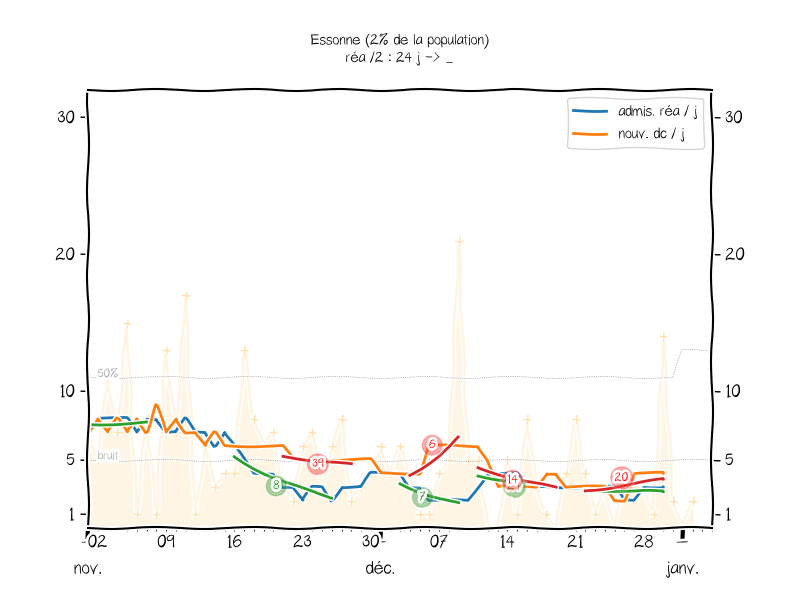 Essonne (2% de la population)
réa /2 : 24 j -> _
admis. réa / j
nouv. dc / j
30
30
20
20
50%
10
10
bruit
5
5
1
1
39
8
6
7
14
20
02 09 16 23 30 07 14 21 28
nov. déc. janv.